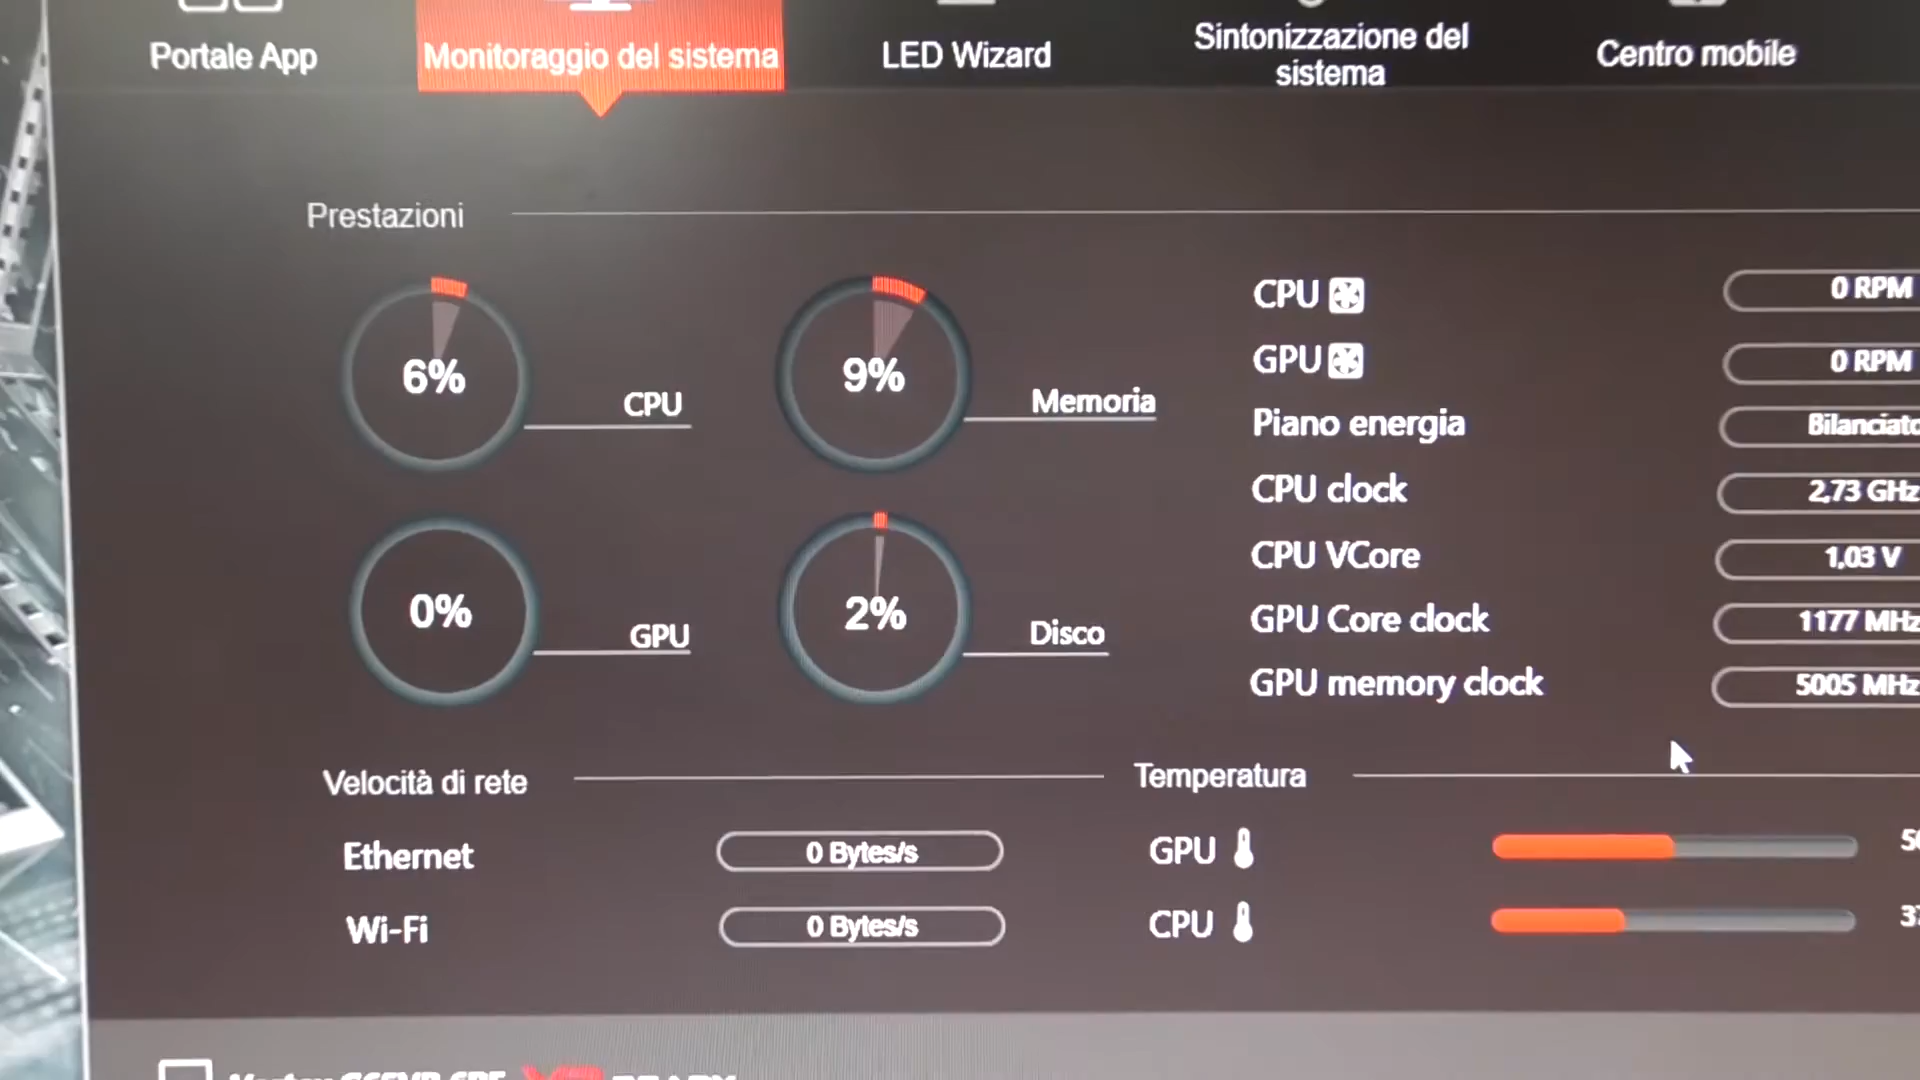 Portale App
Monitoraggio del sistema
LED Wizard
Sintonizzazione del
sistema
Centro mobile
Prestazioni
6%
CPU
9%
Memoria
0%
GPU
2%
Disco
CPU
0 RPM
GPU
0 RPM
Piano energia
Bilanciato
CPU clock
2,73 GHz
CPU VCore
1,03 V
GPU Core clock
1177 MHz
GPU memory clock
5005 MHz
Velocità di rete
Ethernet
0 Bytes/s
Wi-Fi
0 Bytes/s
Temperatura
GPU
CPU